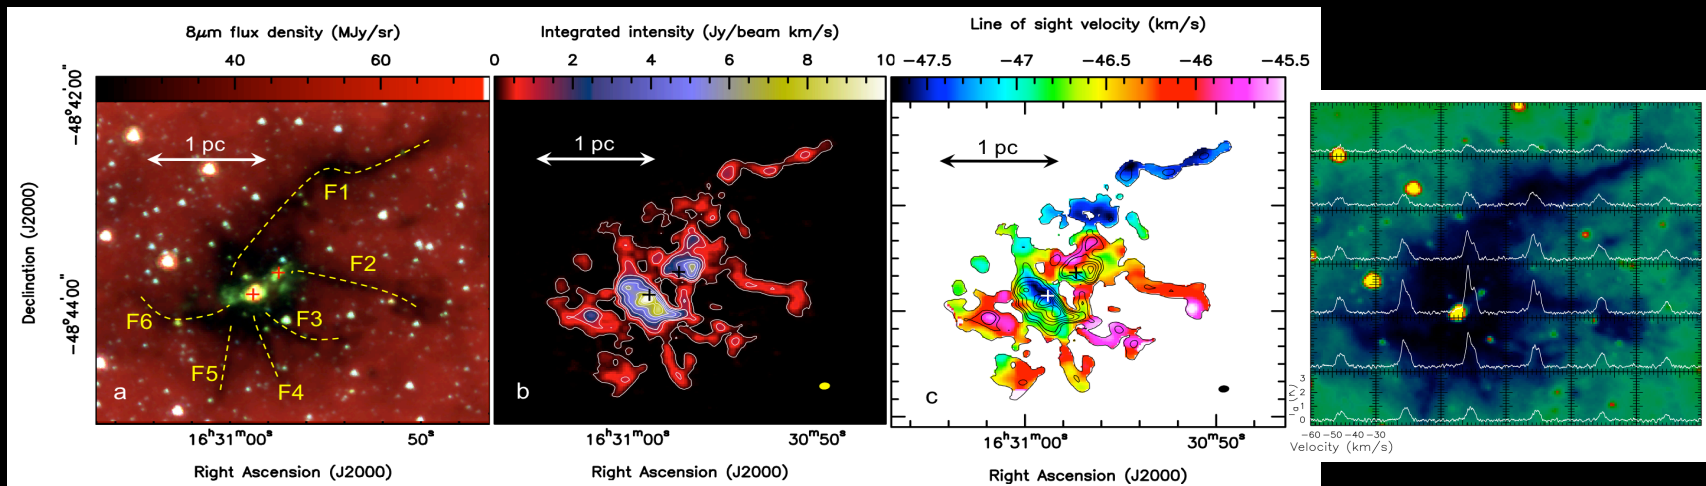 8μm flux density (MJy/sr)
40 60
1 pc
F1
F2
F3
F4
F5
F6
a
−48°42'00"
−48°44'00"
Declination (J2000)
16ʰ31ᵐ00ˢ 50ˢ
Right Ascension (J2000)
Integrated intensity (Jy/beam km/s)
0 2 4 6 8 10
1 pc
b
16ʰ31ᵐ00ˢ 30ᵐ50ˢ
Right Ascension (J2000)
Line of sight velocity (km/s)
−47.5 −47 −46.5 −46 −45.5
1 pc
c
16ʰ31ᵐ00ˢ 30ᵐ50ˢ
Right Ascension (J2000)
3
2
1
0
−60 −50 −40 −30
Velocity (km/s)